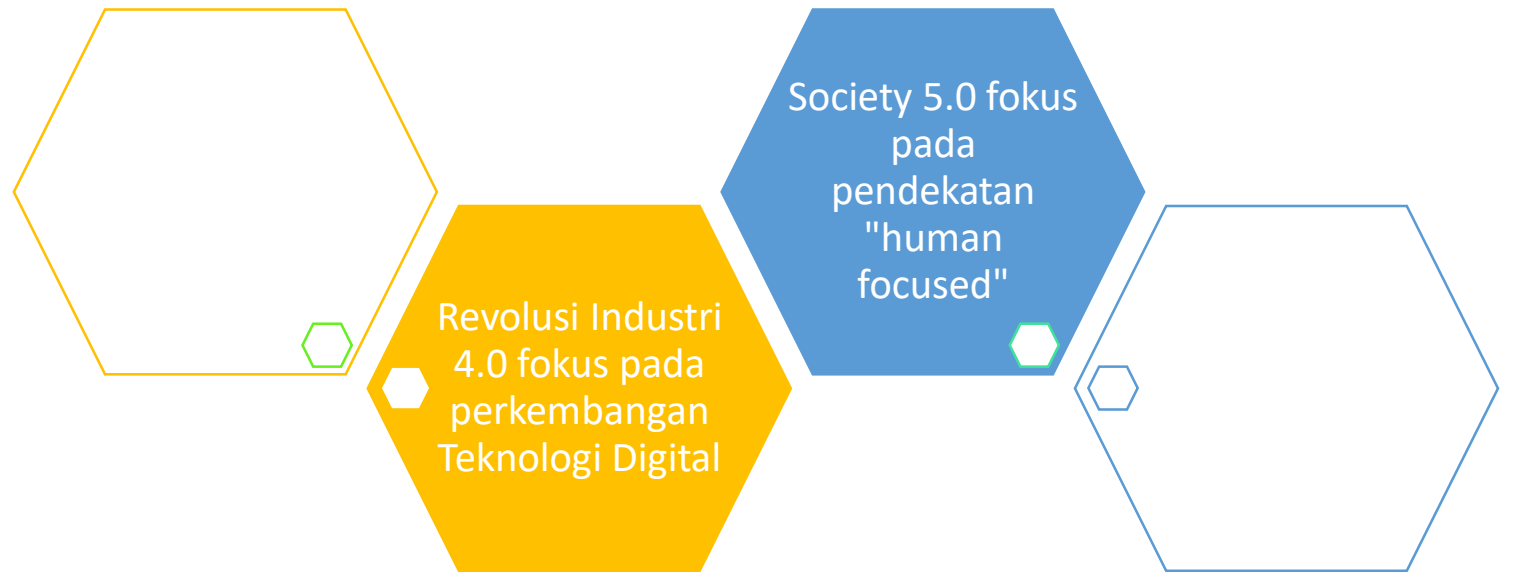 Society 5.0 fokus
pada
pendekatan
"human
focused"
Revolusi Industri
4.0 fokus pada
perkembangan
Teknologi Digital